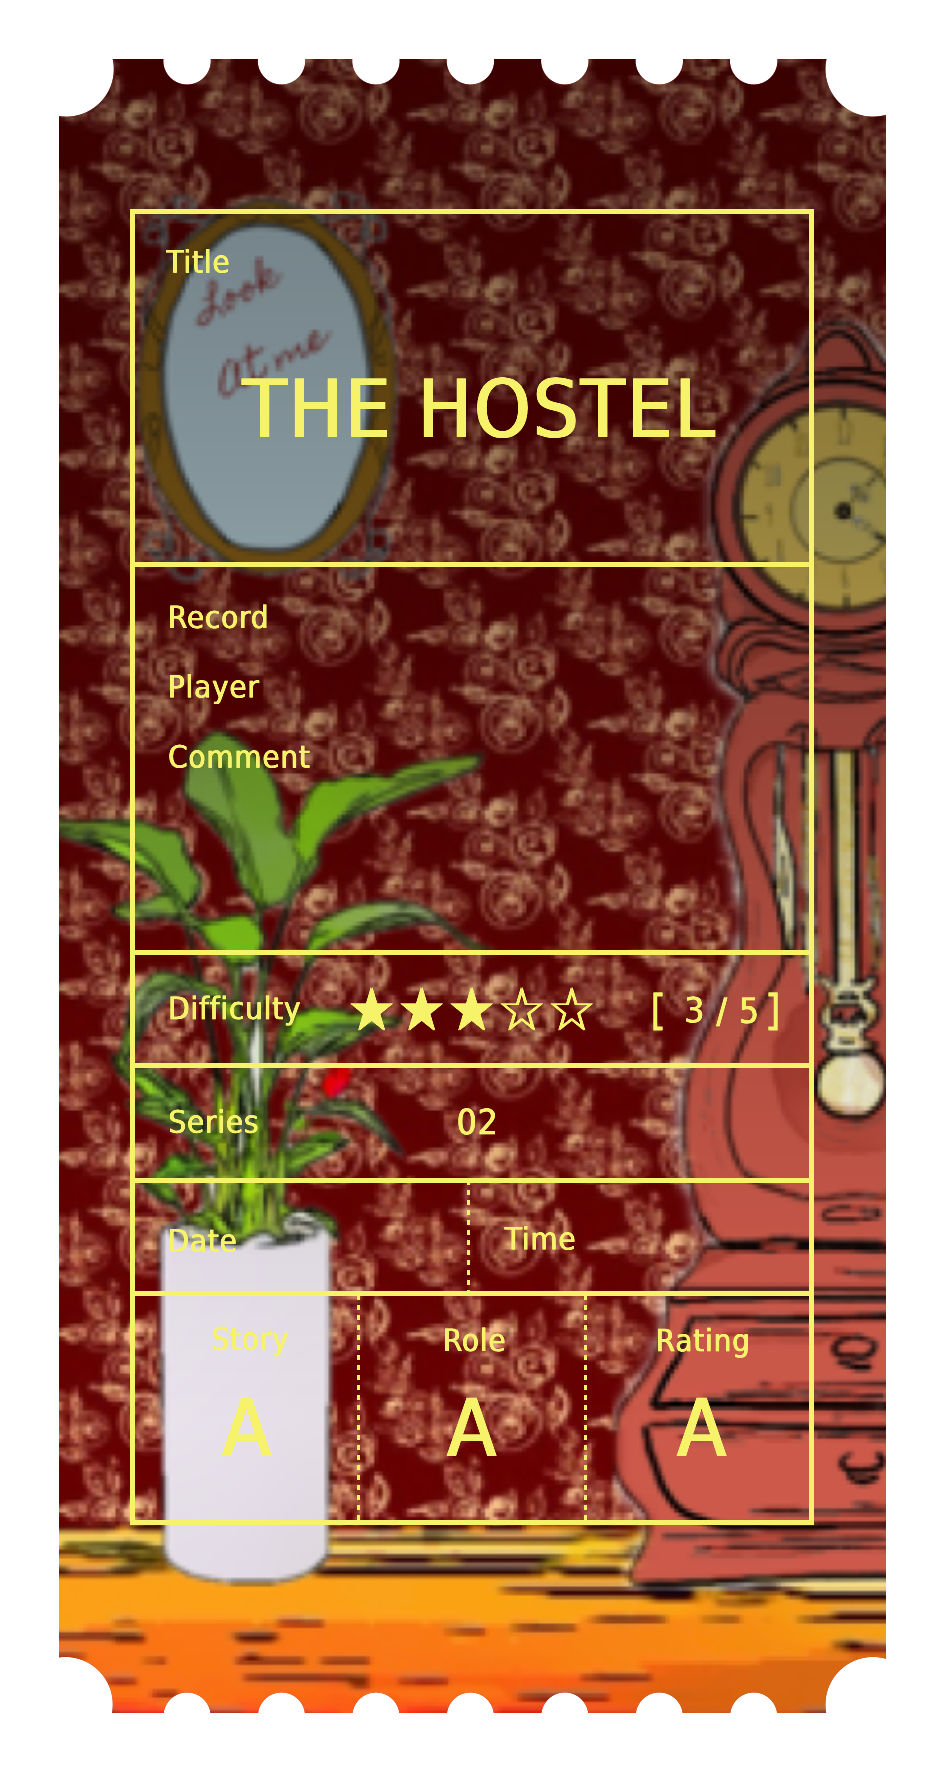 Title
Look
At me
THE HOSTEL
Record
Player
Comment
Difficulty ★★★☆☆ [ 3 / 5 ]
Series 02
Date Time
Story Role Rating
A A A